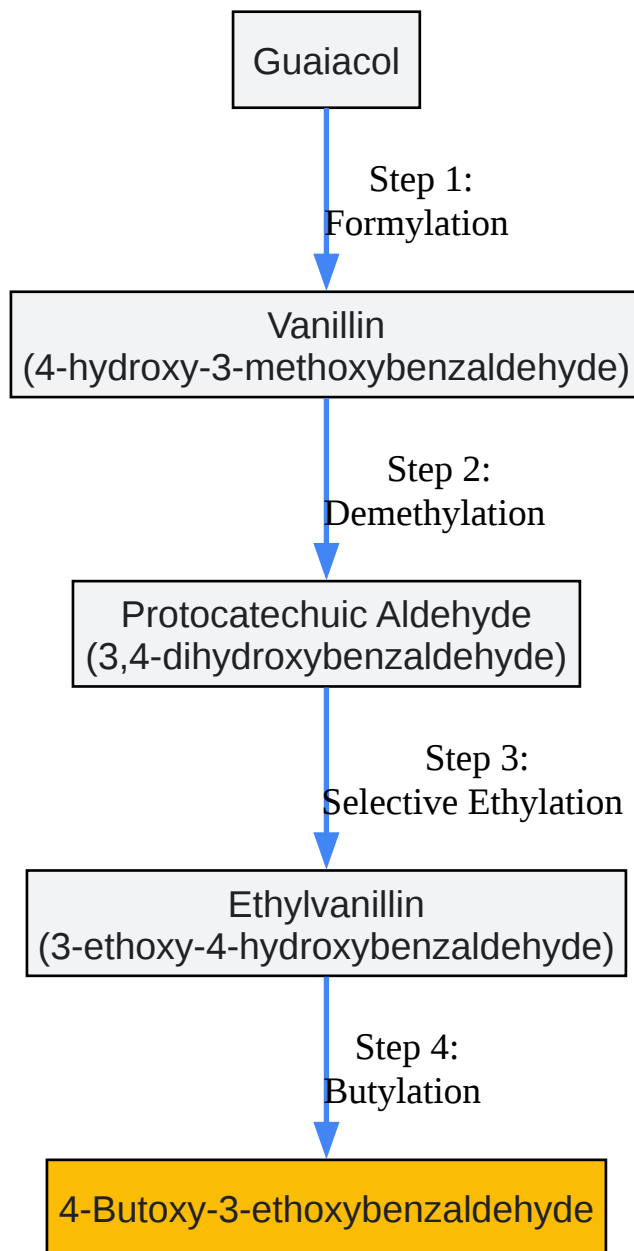 Guaiacol
Step 1:
Formylation
Vanillin
(4-hydroxy-3-methoxybenzaldehyde)
Step 2:
Demethylation
Protocatechuic Aldehyde
(3,4-dihydroxybenzaldehyde)
Step 3:
Selective Ethylation
Ethylvanillin
(3-ethoxy-4-hydroxybenzaldehyde)
Step 4:
Butylation
4-Butoxy-3-ethoxybenzaldehyde